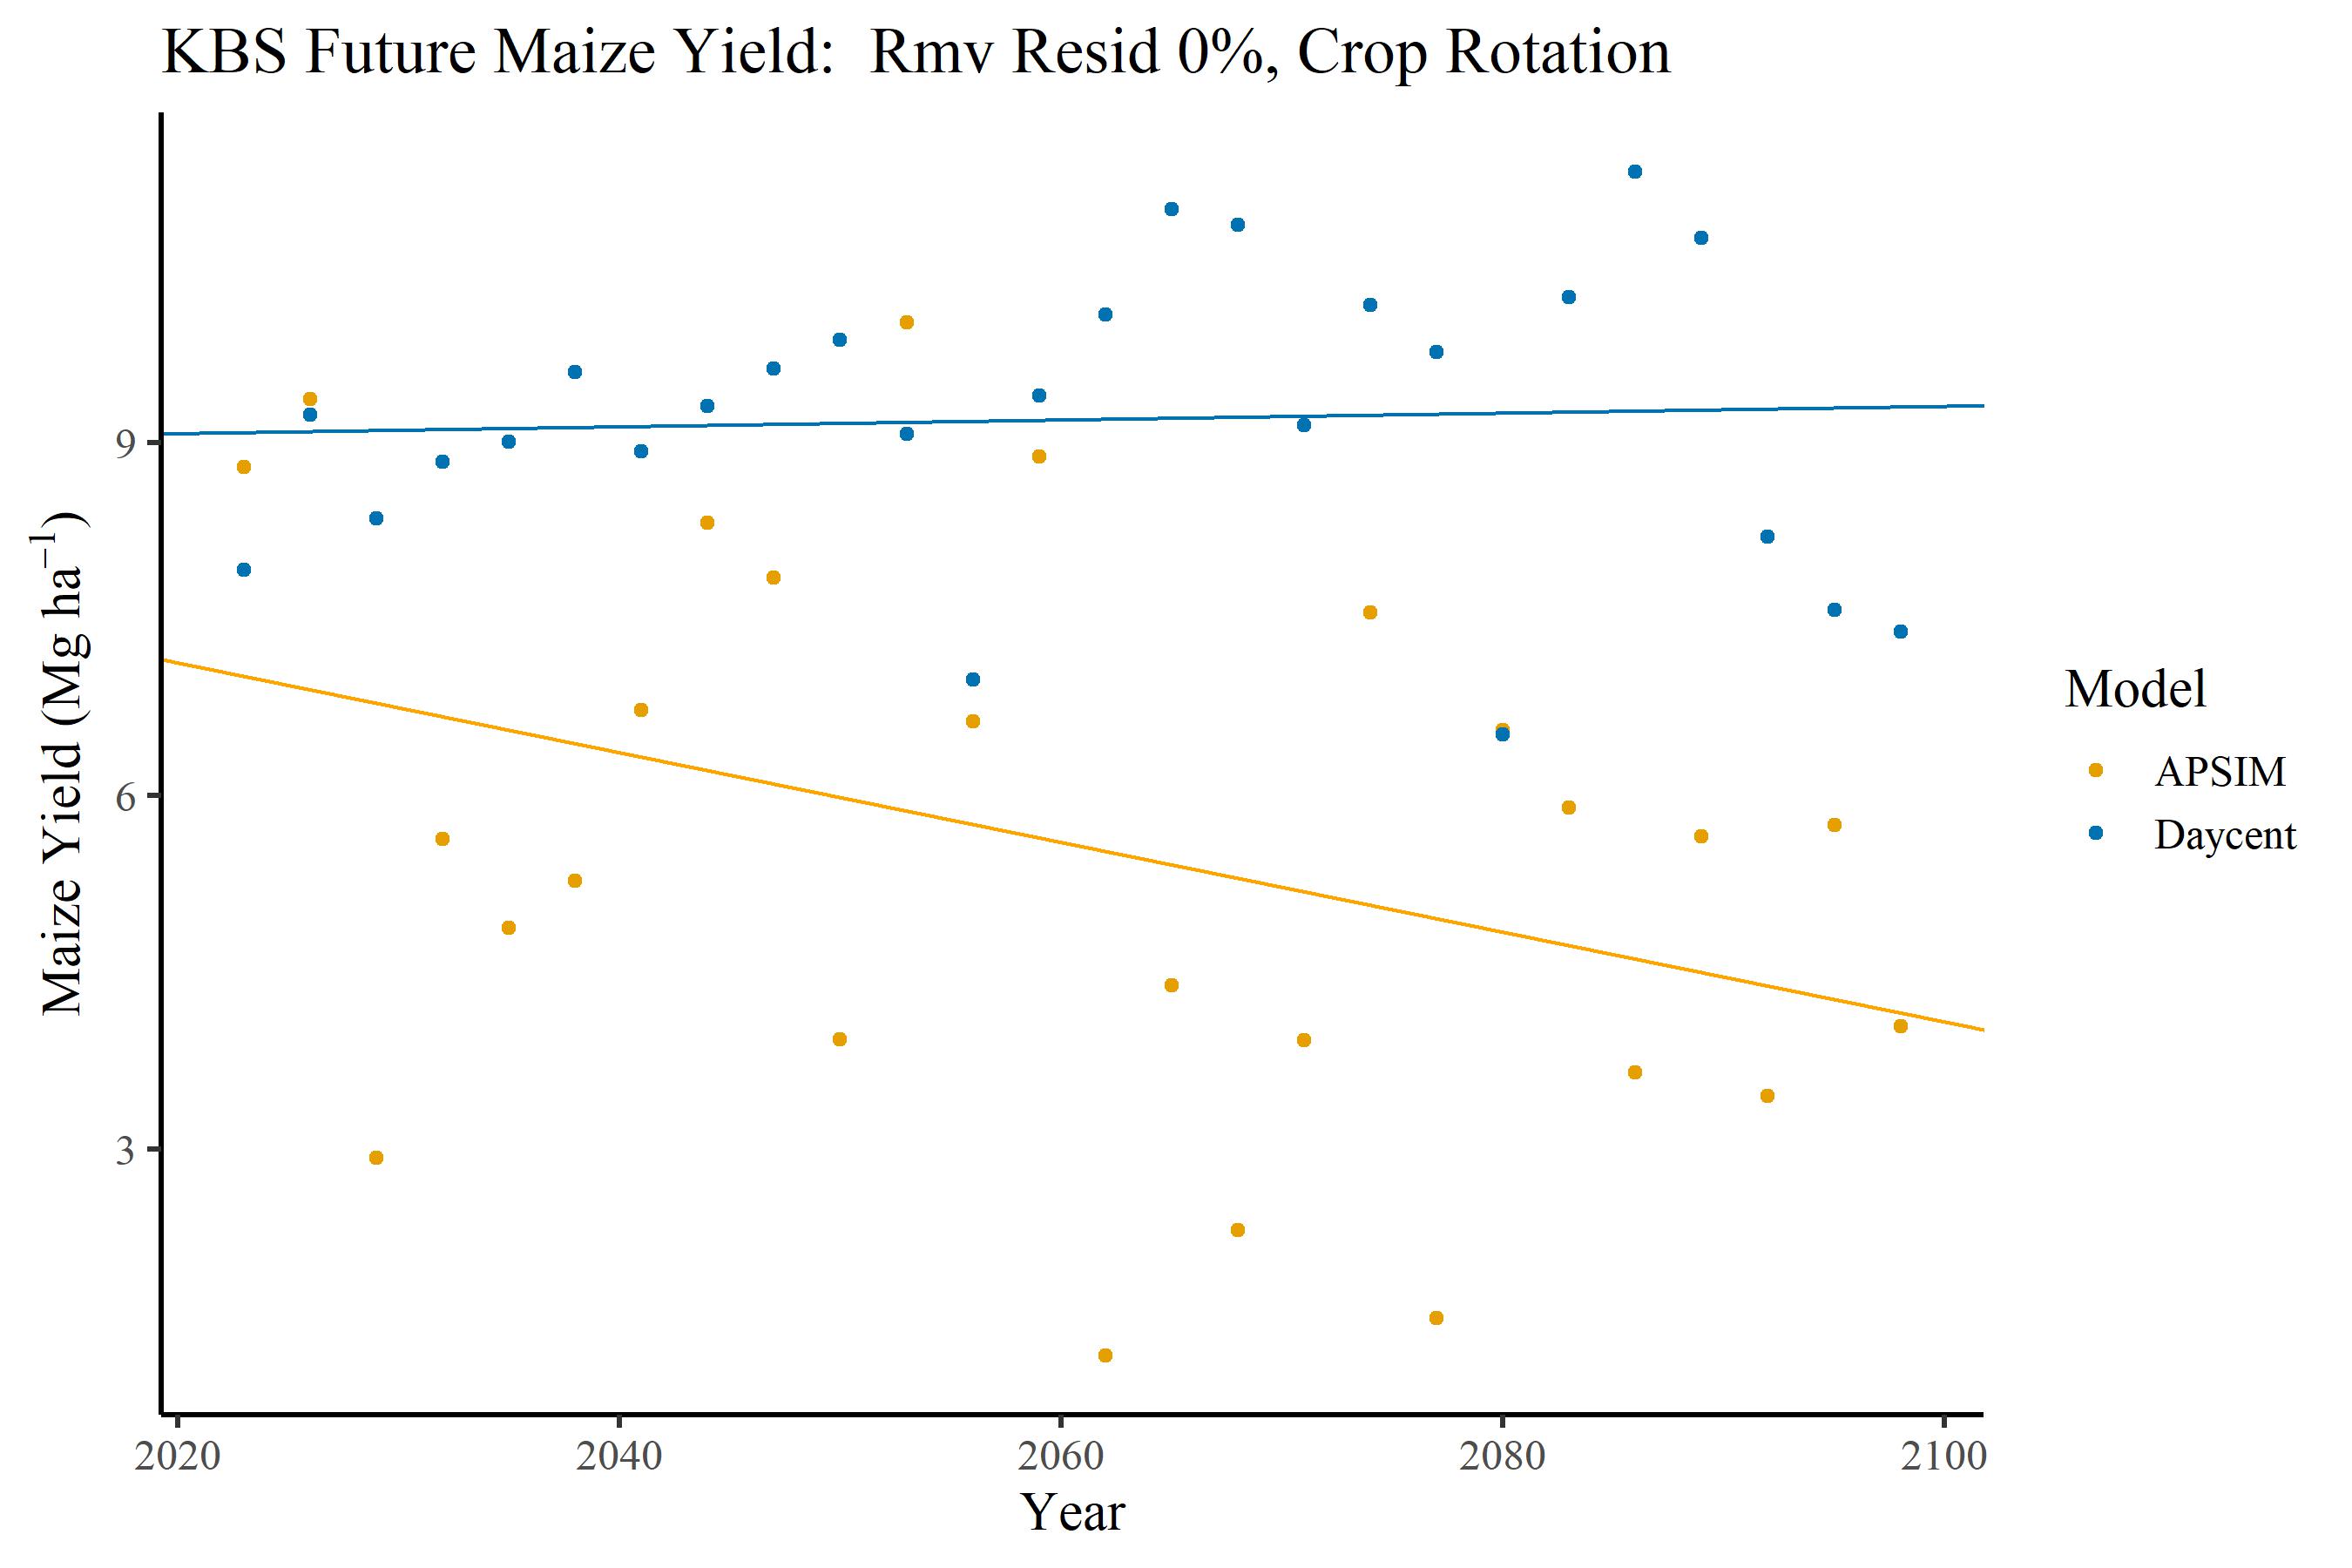 KBS Future Maize Yield:  Rmv Resid 0%, Crop Rotation
Maize Yield (Mg ha⁻¹)
9
6
3
2020 2040 2060 2080 2100
Year
Model
APSIM
Daycent